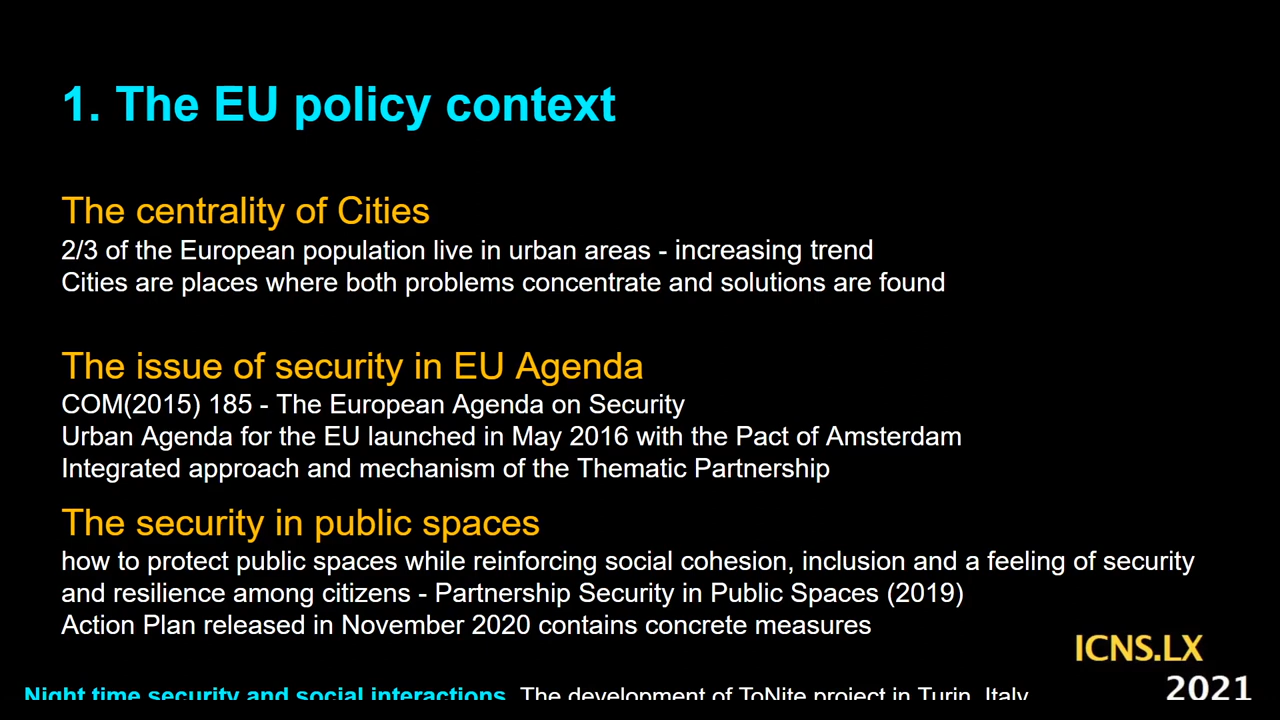 1. The EU policy context
The centrality of Cities
2/3 of the European population live in urban areas - increasing trend
Cities are places where both problems concentrate and solutions are found
The issue of security in EU Agenda
COM(2015) 185 - The European Agenda on Security
Urban Agenda for the EU launched in May 2016 with the Pact of Amsterdam
Integrated approach and mechanism of the Thematic Partnership
The security in public spaces
how to protect public spaces while reinforcing social cohesion, inclusion and a feeling of security
and resilience among citizens - Partnership Security in Public Spaces (2019)
Action Plan released in November 2020 contains concrete measures
ICNS.LX
2021
Night time security and social interactions. The development of ToNite project in Turin, Italy